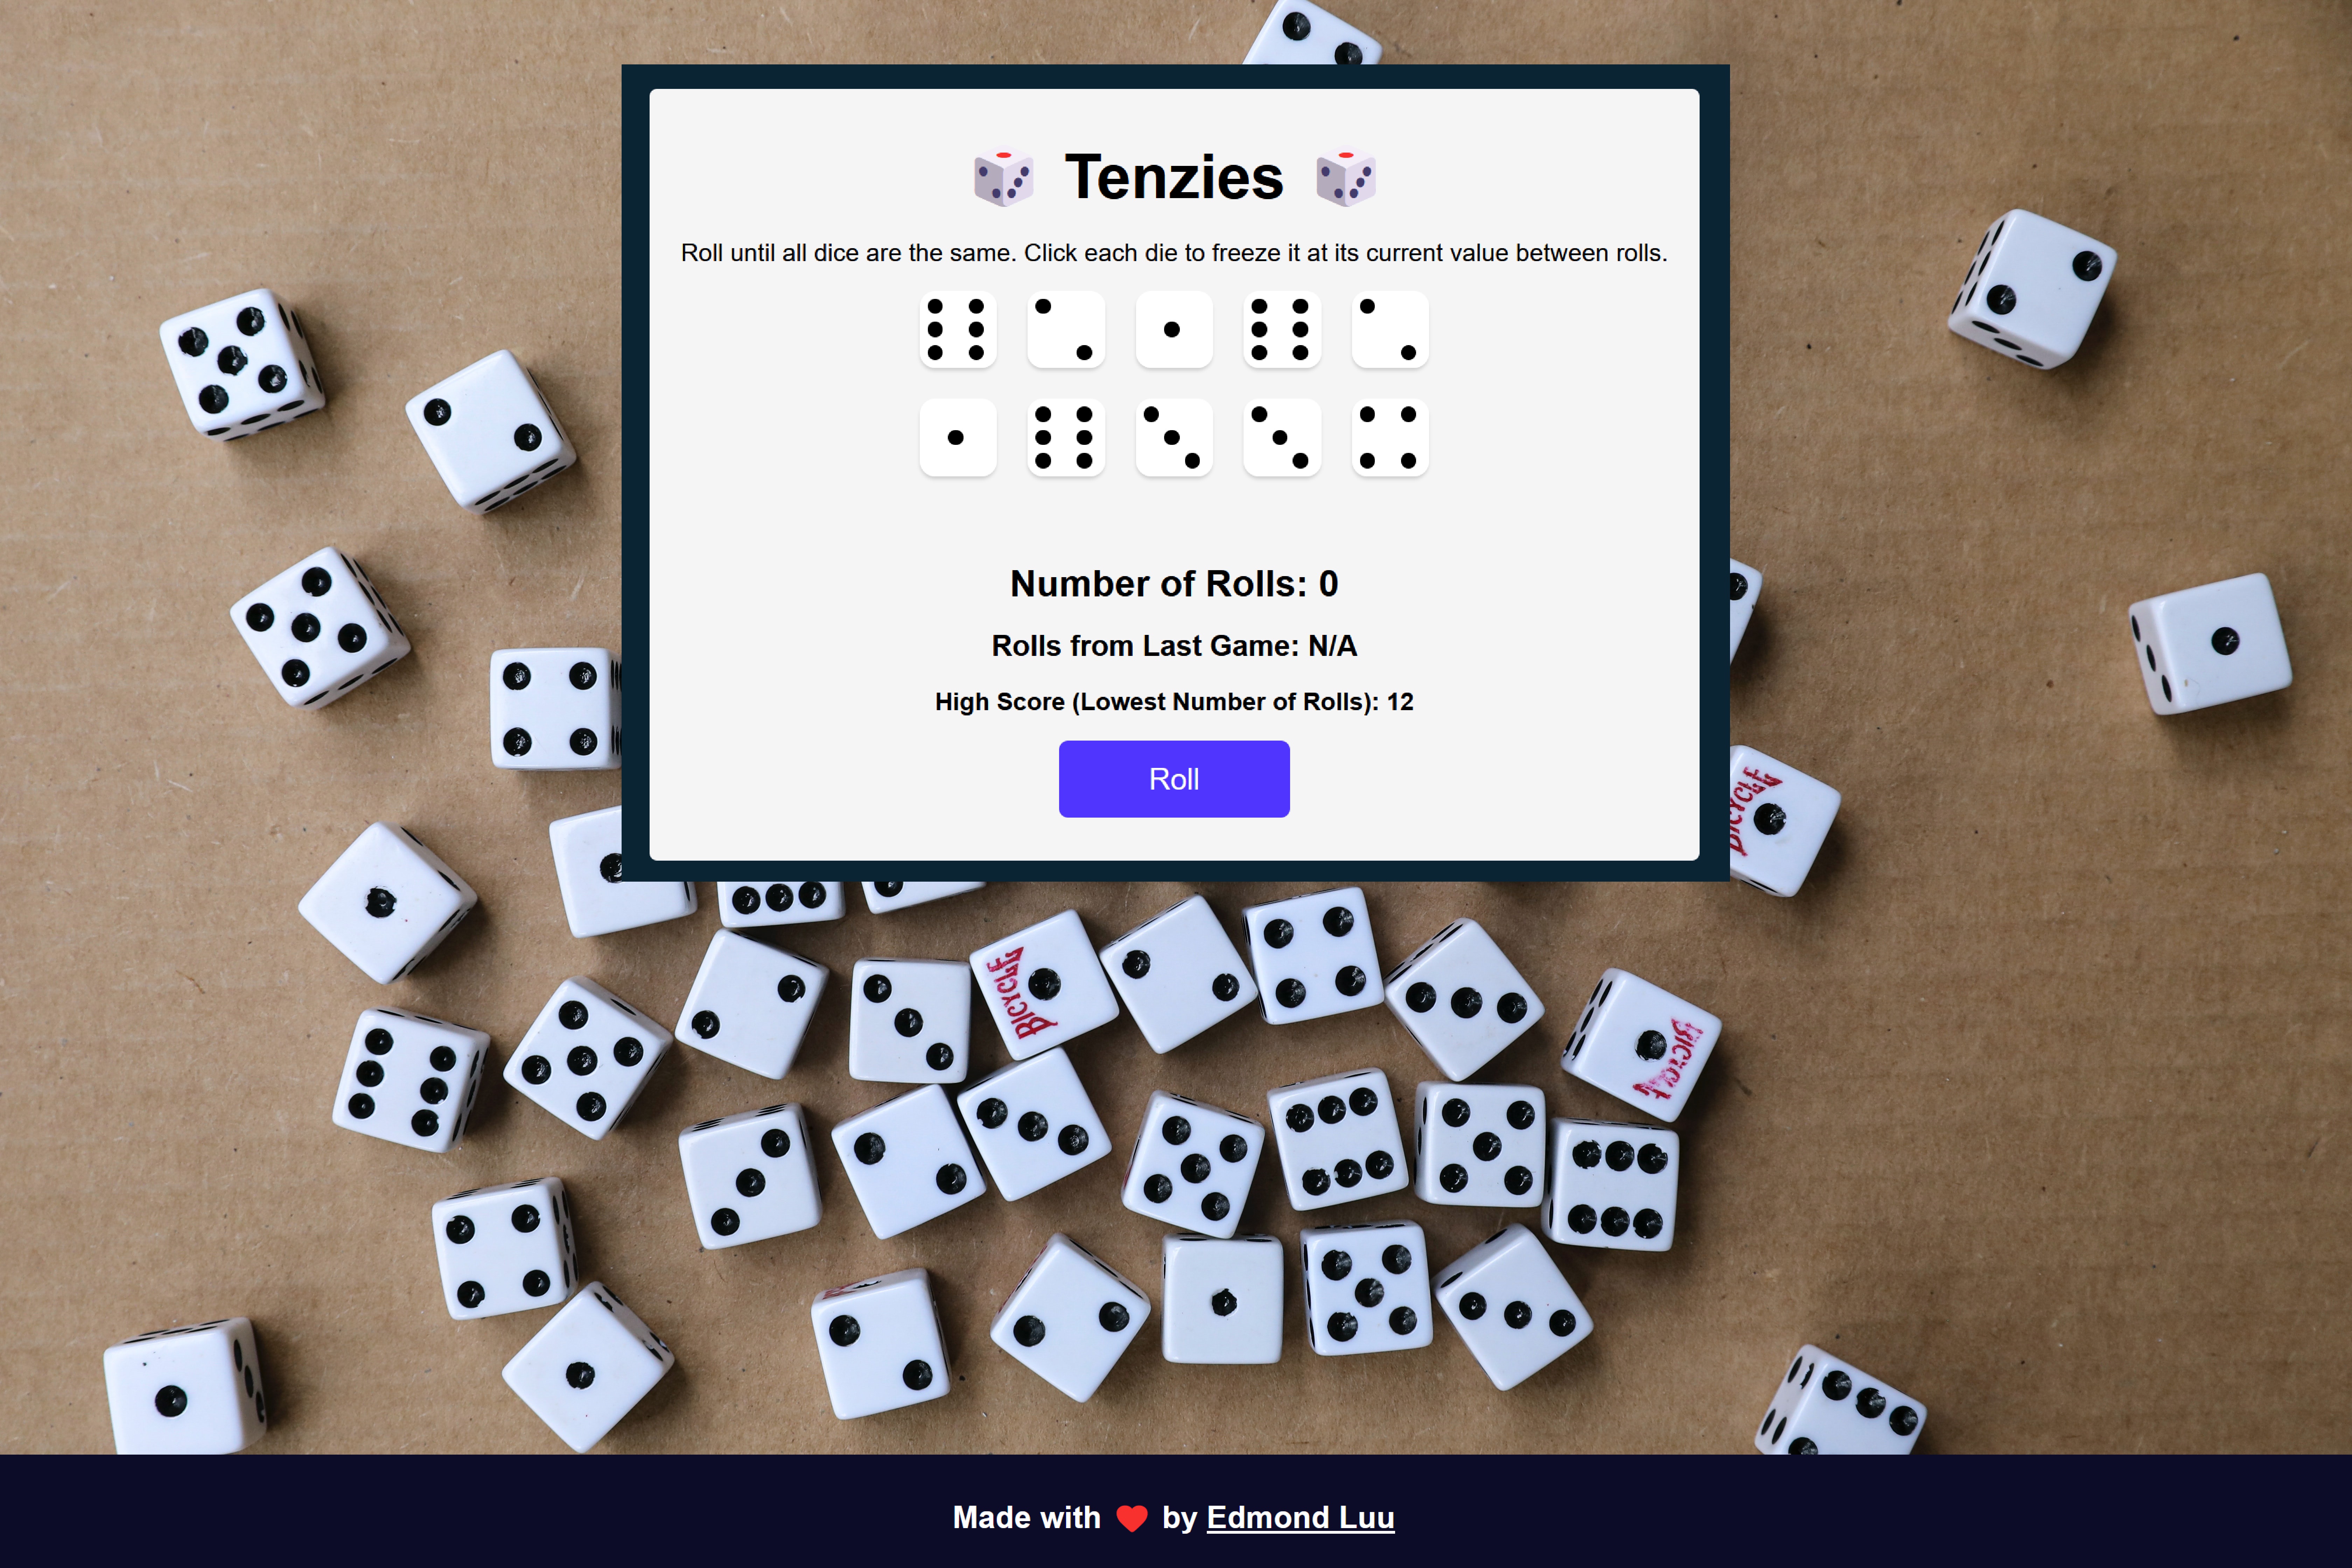 Tenzies
Roll until all dice are the same. Click each die to freeze it at its current value between rolls.
Number of Rolls: 0
Rolls from Last Game: N/A
High Score (Lowest Number of Rolls): 12
Roll
BICYCLE
BICYCLE
Made with ❤️ by Edmond Luu